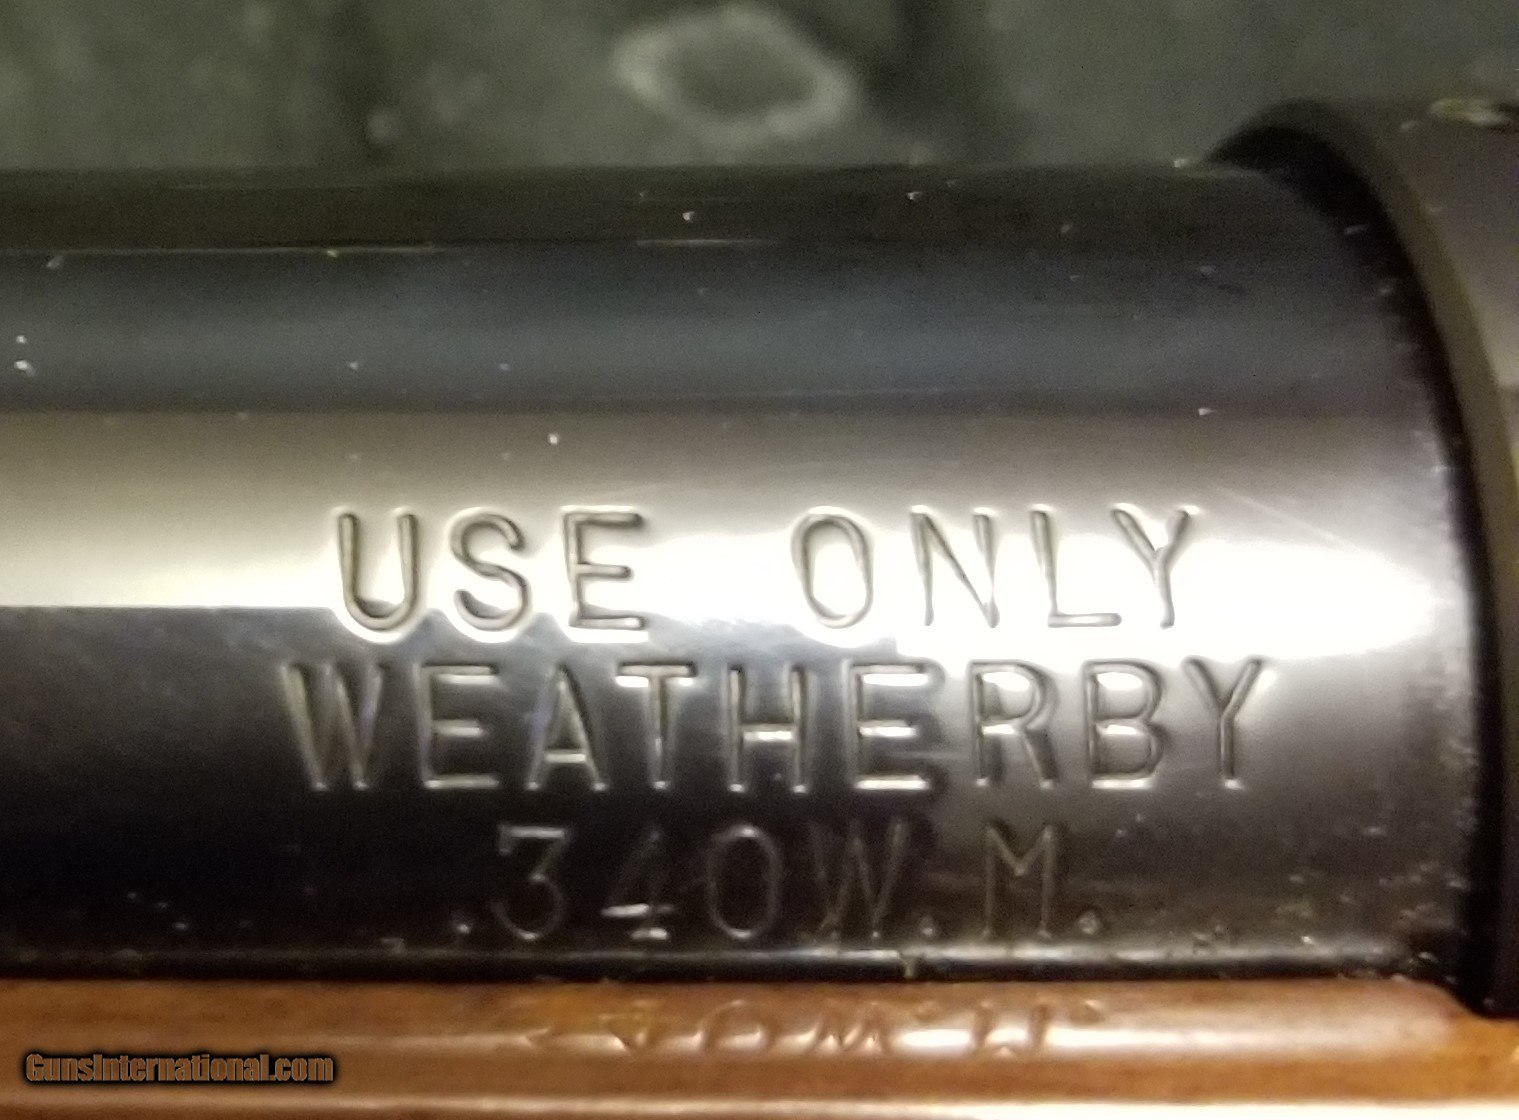 USE ONLY
WEATHERBY
.340W.M.
GunsInternational.com